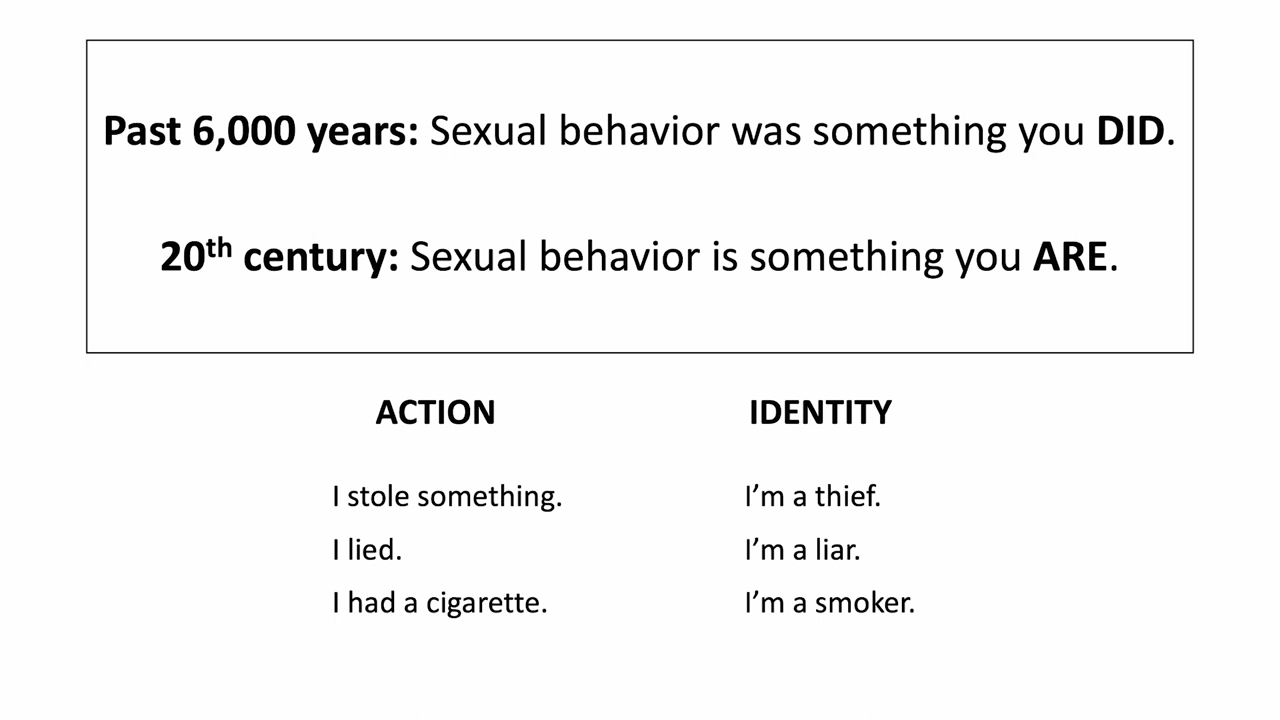 Past 6,000 years: Sexual behavior was something you DID.
20th century: Sexual behavior is something you ARE.
ACTION IDENTITY
I stole something. I’m a thief.
I lied. I’m a liar.
I had a cigarette. I’m a smoker.